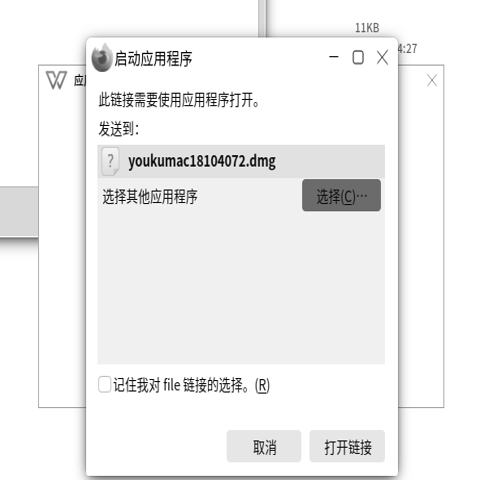 11KB
4:27
启动应用程序
应
此链接需要使用应用程序打开。
发送到：
youkumac18104072.dmg
选择其他应用程序
选择(C)…
记住我对 file 链接的选择。(R)
取消
打开链接